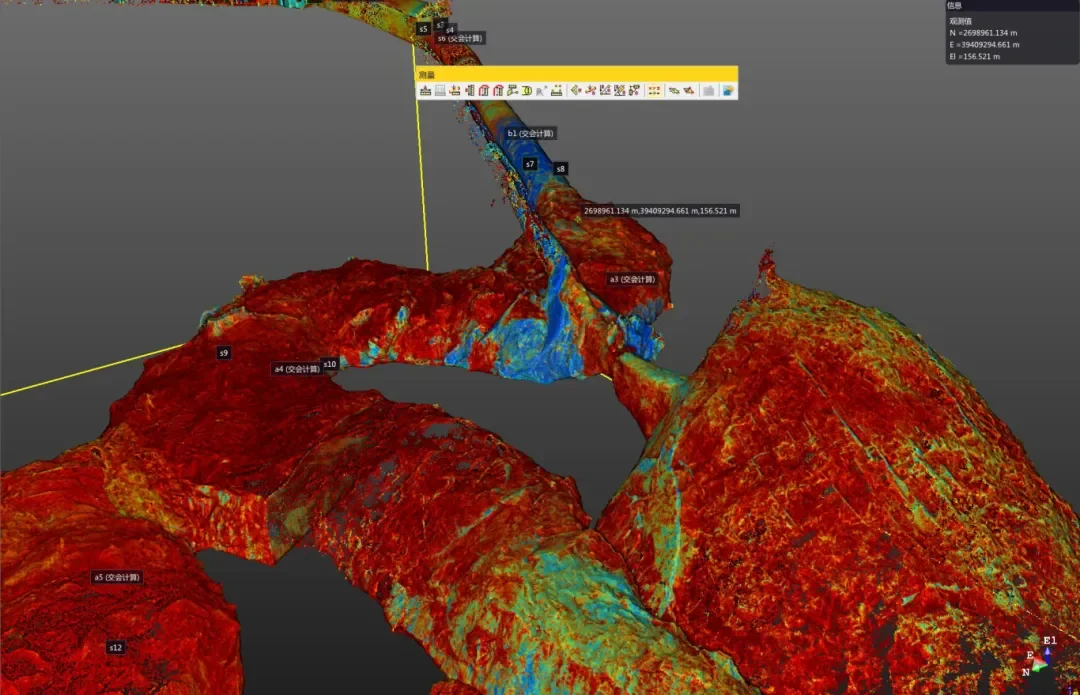 信息
观测值
N =2698961.134 m
E =39409294.661 m
El =156.521 m
s5
s3
s4
s6 (交会计算)
测量
b1 (交会计算)
s7
s8
2698961.134 m,39409294.661 m,156.521 m
a3 (交会计算)
s9
a4 (交会计算)
s10
a5 (交会计算)
s12
El
E
N